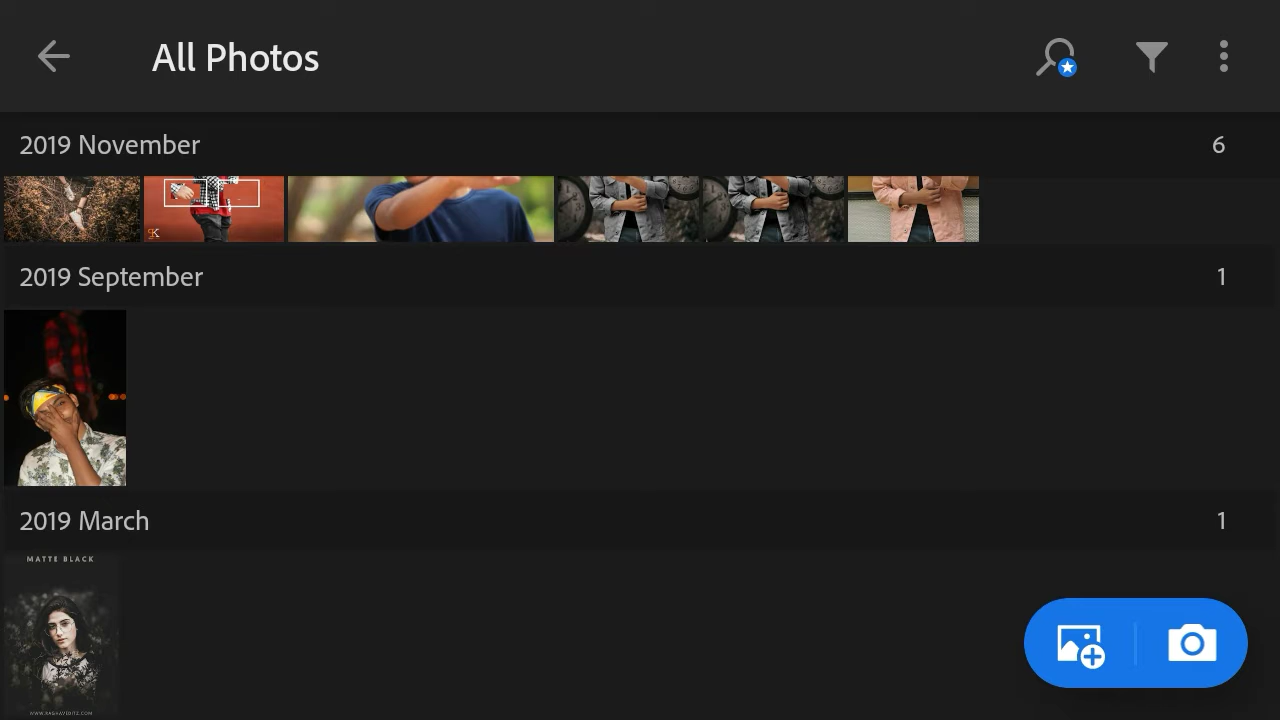 All Photos
2019 November
6
2019 September
1
2019 March
1
MATTE BLACK